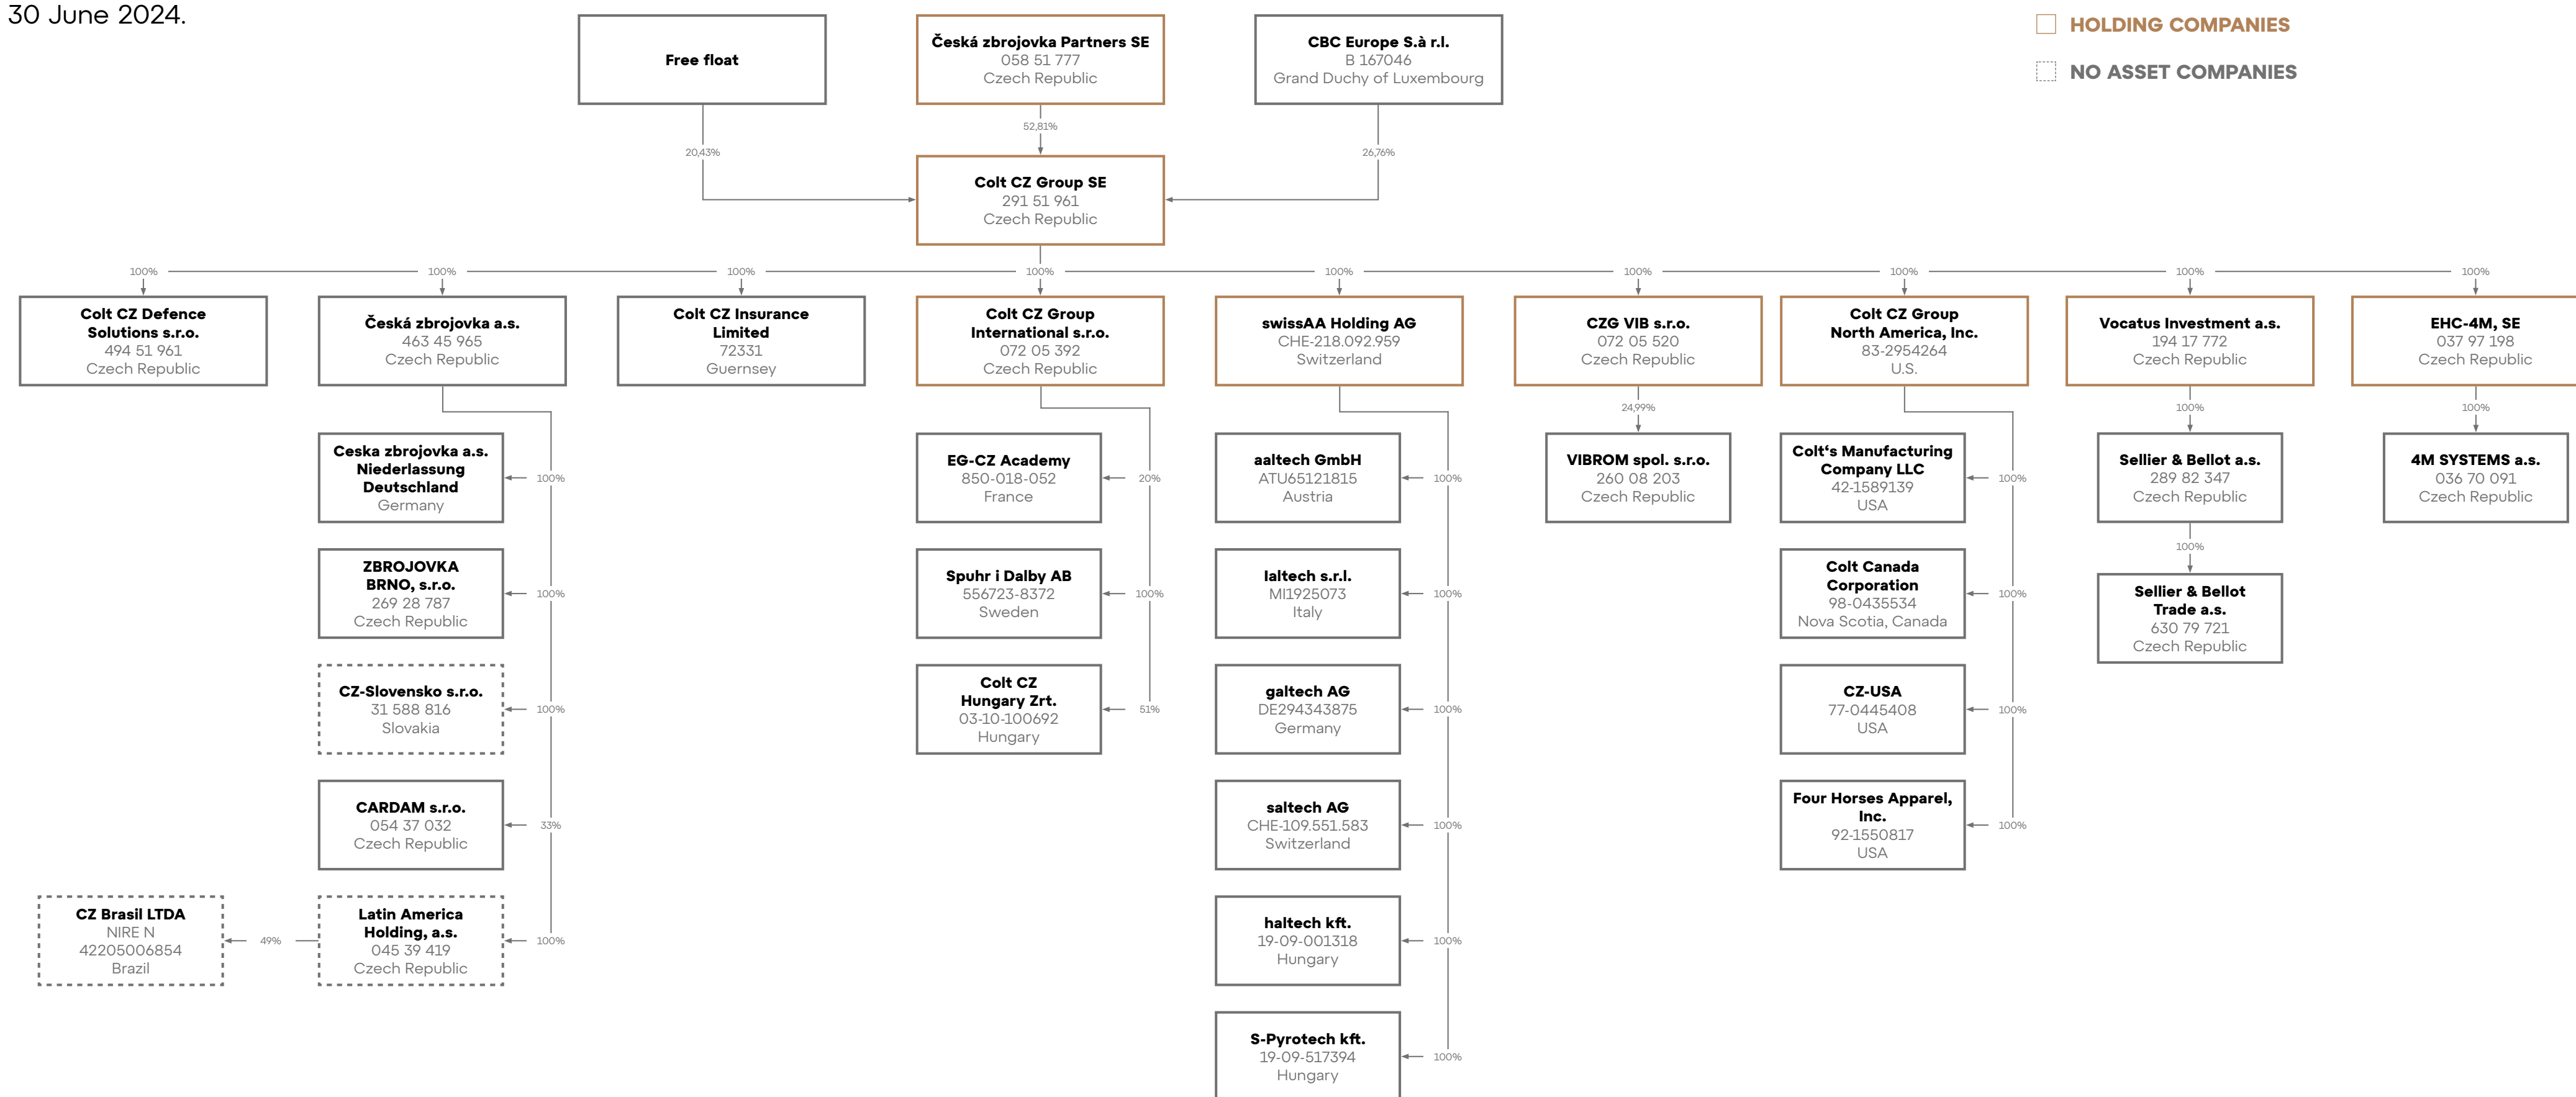 30 June 2024.
HOLDING COMPANIES
NO ASSET COMPANIES
Free float
Česká zbrojovka Partners SE
058 51 777
Czech Republic
CBC Europe S.à r.l.
B 167046
Grand Duchy of Luxembourg
52,81%
20,43%
26,76%
Colt CZ Group SE
291 51 961
Czech Republic
100%
100%
100%
100%
100%
100%
100%
100%
100%
Colt CZ Defence
Solutions s.r.o.
494 51 961
Czech Republic
Česká zbrojovka a.s.
463 45 965
Czech Republic
Colt CZ Insurance
Limited
72331
Guernsey
Colt CZ Group
International s.r.o.
072 05 392
Czech Republic
swissAA Holding AG
CHE-218.092.959
Switzerland
CZG VIB s.r.o.
072 05 520
Czech Republic
Colt CZ Group
North America, Inc.
83-2954264
U.S.
Vocatus Investment a.s.
194 17 772
Czech Republic
EHC-4M, SE
037 97 198
Czech Republic
24,99%
100%
100%
Ceska zbrojovka a.s.
Niederlassung
Deutschland
Germany
100%
EG-CZ Academy
850-018-052
France
20%
aaltech GmbH
ATU65121815
Austria
100%
VIBROM spol. s.r.o.
260 08 203
Czech Republic
Colt‘s Manufacturing
Company LLC
42-1589139
USA
100%
Sellier & Bellot a.s.
289 82 347
Czech Republic
4M SYSTEMS a.s.
036 70 091
Czech Republic
100%
ZBROJOVKA
BRNO, s.r.o.
269 28 787
Czech Republic
100%
Spuhr i Dalby AB
556723-8372
Sweden
100%
Ialtech s.r.l.
MI1925073
Italy
100%
Colt Canada
Corporation
98-0435534
Nova Scotia, Canada
100%
Sellier & Bellot
Trade a.s.
630 79 721
Czech Republic
CZ-Slovensko s.r.o.
31 588 816
Slovakia
100%
Colt CZ
Hungary Zrt.
03-10-100692
Hungary
51%
galtech AG
DE294343875
Germany
100%
CZ-USA
77-0445408
USA
100%
CARDAM s.r.o.
054 37 032
Czech Republic
33%
saltech AG
CHE-109.551.583
Switzerland
100%
Four Horses Apparel,
Inc.
92-1550817
USA
100%
CZ Brasil LTDA
NIRE N
42205006854
Brazil
49%
Latin America
Holding, a.s.
045 39 419
Czech Republic
100%
haltech kft.
19-09-001318
Hungary
100%
S-Pyrotech kft.
19-09-517394
Hungary
100%